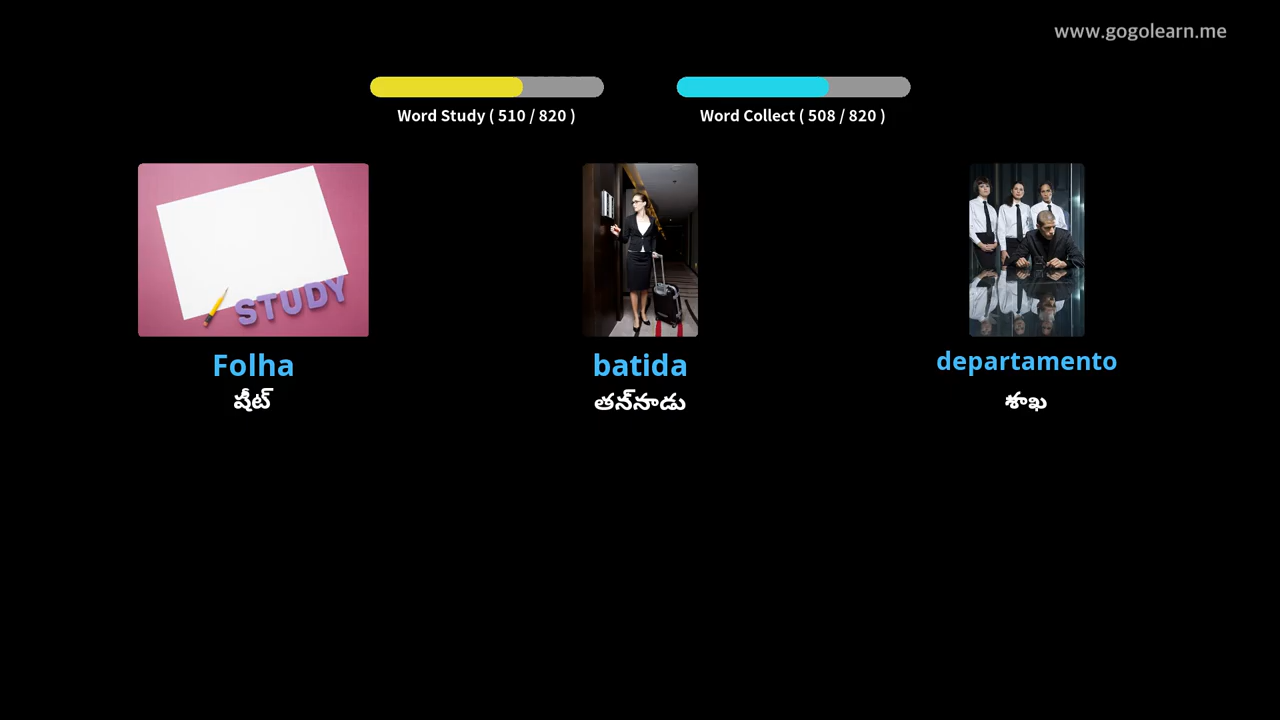 www.gogolearn.me
Word Study ( 510 / 820 )
Word Collect ( 508 / 820 )
STUDY
Folha
batida
departamento
షీట్
తన్నాడు
శాఖ